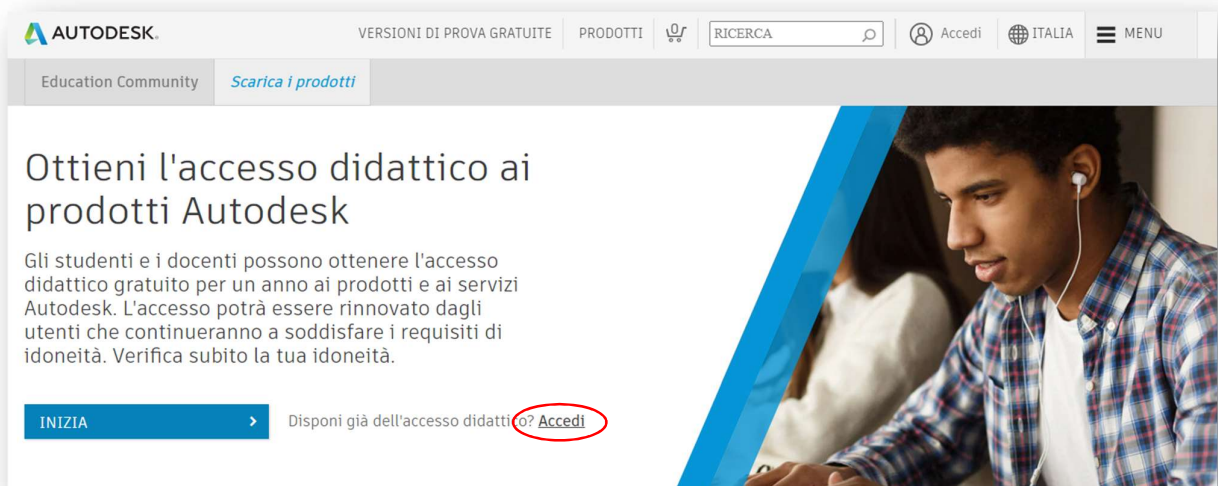 AUTODESK.
VERSIONI DI PROVA GRATUITE
PRODOTTI
0
RICERCA
Accedi
ITALIA
MENU
Education Community
Scarica i prodotti
Ottieni l'accesso didattico ai
prodotti Autodesk
Gli studenti e i docenti possono ottenere l'accesso
didattico gratuito per un anno ai prodotti e ai servizi
Autodesk. L'accesso potrà essere rinnovato dagli
utenti che continueranno a soddisfare i requisiti di
idoneità. Verifica subito la tua idoneità.
INIZIA
Disponi già dell'accesso didattico? Accedi